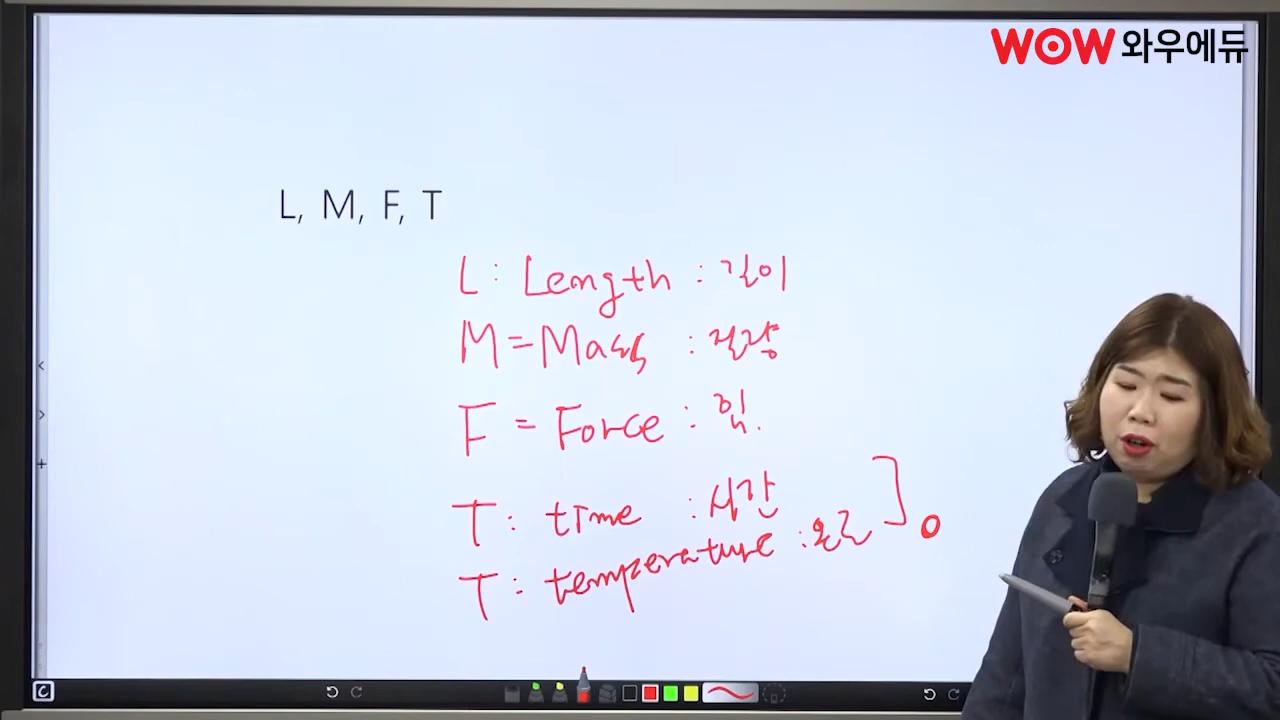 WOW 와우에듀
L, M, F, T
L : Length : 길이
M = Mass : 질량
F = Force : 힘.
T : time : 시간
T : temperature : 온도